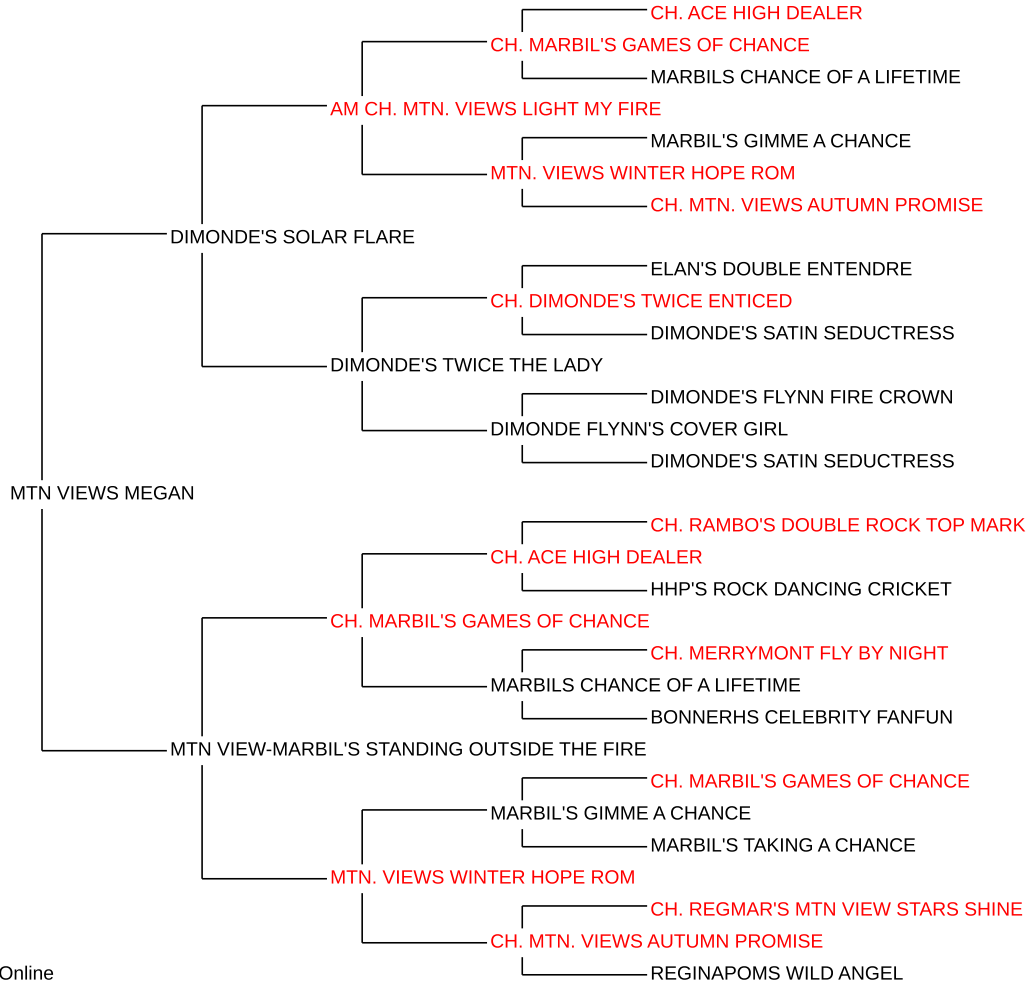 CH. ACE HIGH DEALER
CH. MARBIL'S GAMES OF CHANCE
MARBILS CHANCE OF A LIFETIME
AM CH. MTN. VIEWS LIGHT MY FIRE
MARBIL'S GIMME A CHANCE
MTN. VIEWS WINTER HOPE ROM
CH. MTN. VIEWS AUTUMN PROMISE
DIMONDE'S SOLAR FLARE
ELAN'S DOUBLE ENTENDRE
CH. DIMONDE'S TWICE ENTICED
DIMONDE'S SATIN SEDUCTRESS
DIMONDE'S TWICE THE LADY
DIMONDE'S FLYNN FIRE CROWN
DIMONDE FLYNN'S COVER GIRL
DIMONDE'S SATIN SEDUCTRESS
MTN VIEWS MEGAN
CH. RAMBO'S DOUBLE ROCK TOP MARK
CH. ACE HIGH DEALER
HHP'S ROCK DANCING CRICKET
CH. MARBIL'S GAMES OF CHANCE
CH. MERRYMONT FLY BY NIGHT
MARBILS CHANCE OF A LIFETIME
BONNERHS CELEBRITY FANFUN
MTN VIEW-MARBIL'S STANDING OUTSIDE THE FIRE
CH. MARBIL'S GAMES OF CHANCE
MARBIL'S GIMME A CHANCE
MARBIL'S TAKING A CHANCE
MTN. VIEWS WINTER HOPE ROM
CH. REGMAR'S MTN VIEW STARS SHINE
CH. MTN. VIEWS AUTUMN PROMISE
REGINAPOMS WILD ANGEL
Online